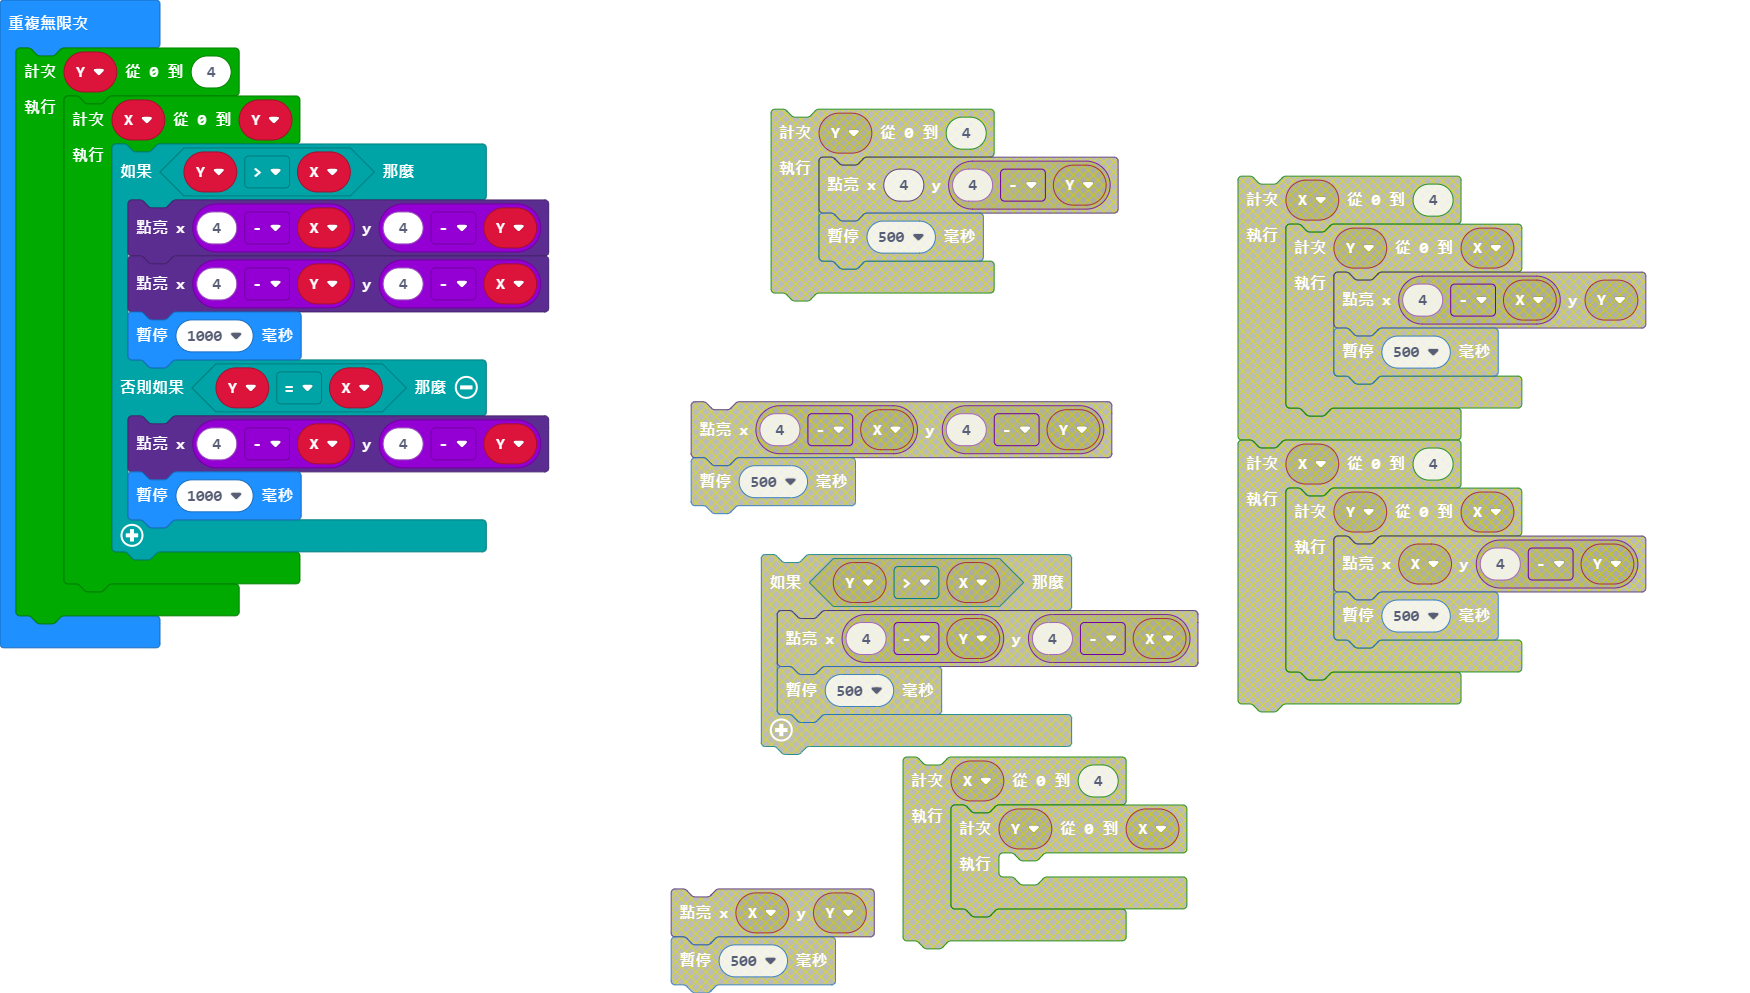 重複無限次
計次 Y 從 0 到 4
執行
計次 X 從 0 到 Y
執行
如果 Y > X 那麼
點亮 x 4 - X y 4 - Y
點亮 x 4 - Y y 4 - X
暫停 1000 毫秒
否則如果 Y = X 那麼
點亮 x 4 - X y 4 - Y
暫停 1000 毫秒
計次 Y 從 0 到 4
執行
點亮 x 4 y 4 - Y
暫停 500 毫秒
點亮 x 4 - X y 4 - Y
暫停 500 毫秒
如果 Y > X 那麼
點亮 x 4 - Y y 4 - X
暫停 500 毫秒
計次 X 從 0 到 4
執行
計次 Y 從 0 到 X
執行
點亮 x X y Y
暫停 500 毫秒
計次 X 從 0 到 4
執行
計次 Y 從 0 到 X
執行
點亮 x 4 - X y Y
暫停 500 毫秒
計次 X 從 0 到 4
執行
計次 Y 從 0 到 X
執行
點亮 x X y 4 - Y
暫停 500 毫秒